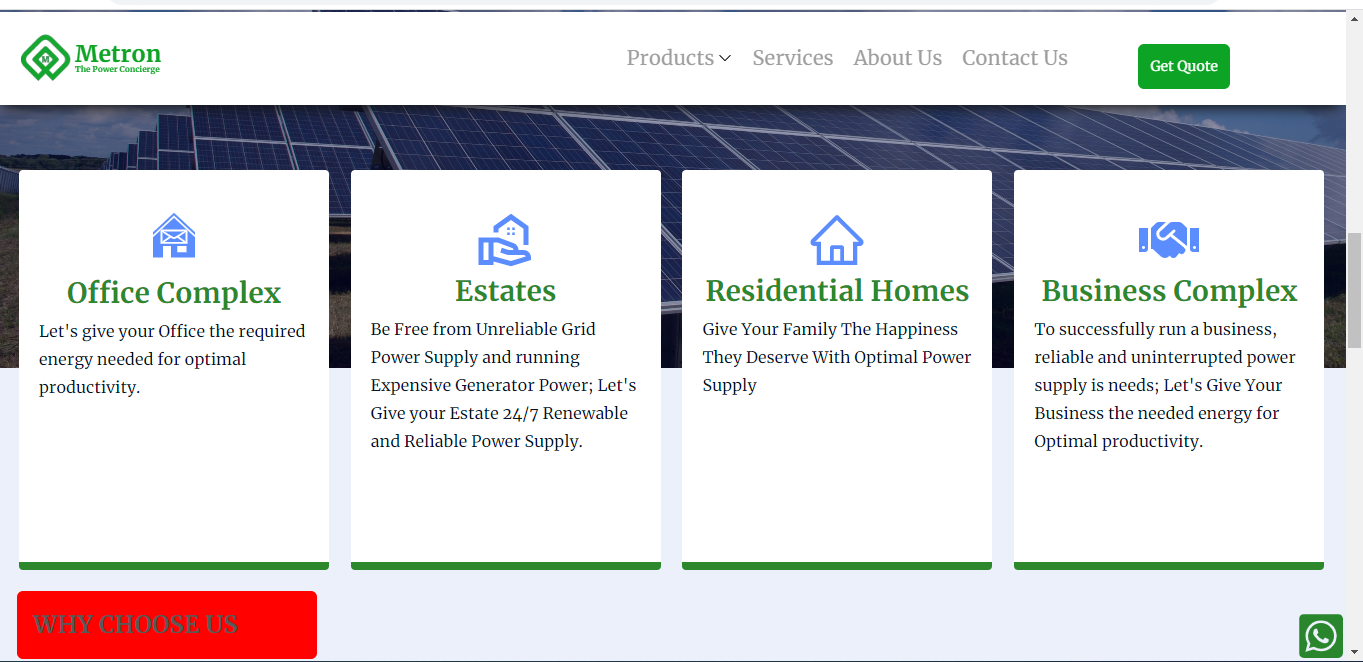 Metron
The Power Concierge
Products
Services
About Us
Contact Us
Get Quote
Office Complex
Let's give your Office the required
energy needed for optimal
productivity.
Estates
Be Free from Unreliable Grid
Power Supply and running
Expensive Generator Power; Let's
Give your Estate 24/7 Renewable
and Reliable Power Supply.
Residential Homes
Give Your Family The Happiness
They Deserve With Optimal Power
Supply
Business Complex
To successfully run a business,
reliable and uninterrupted power
supply is needs; Let's Give Your
Business the needed energy for
Optimal productivity.
WHY CHOOSE US